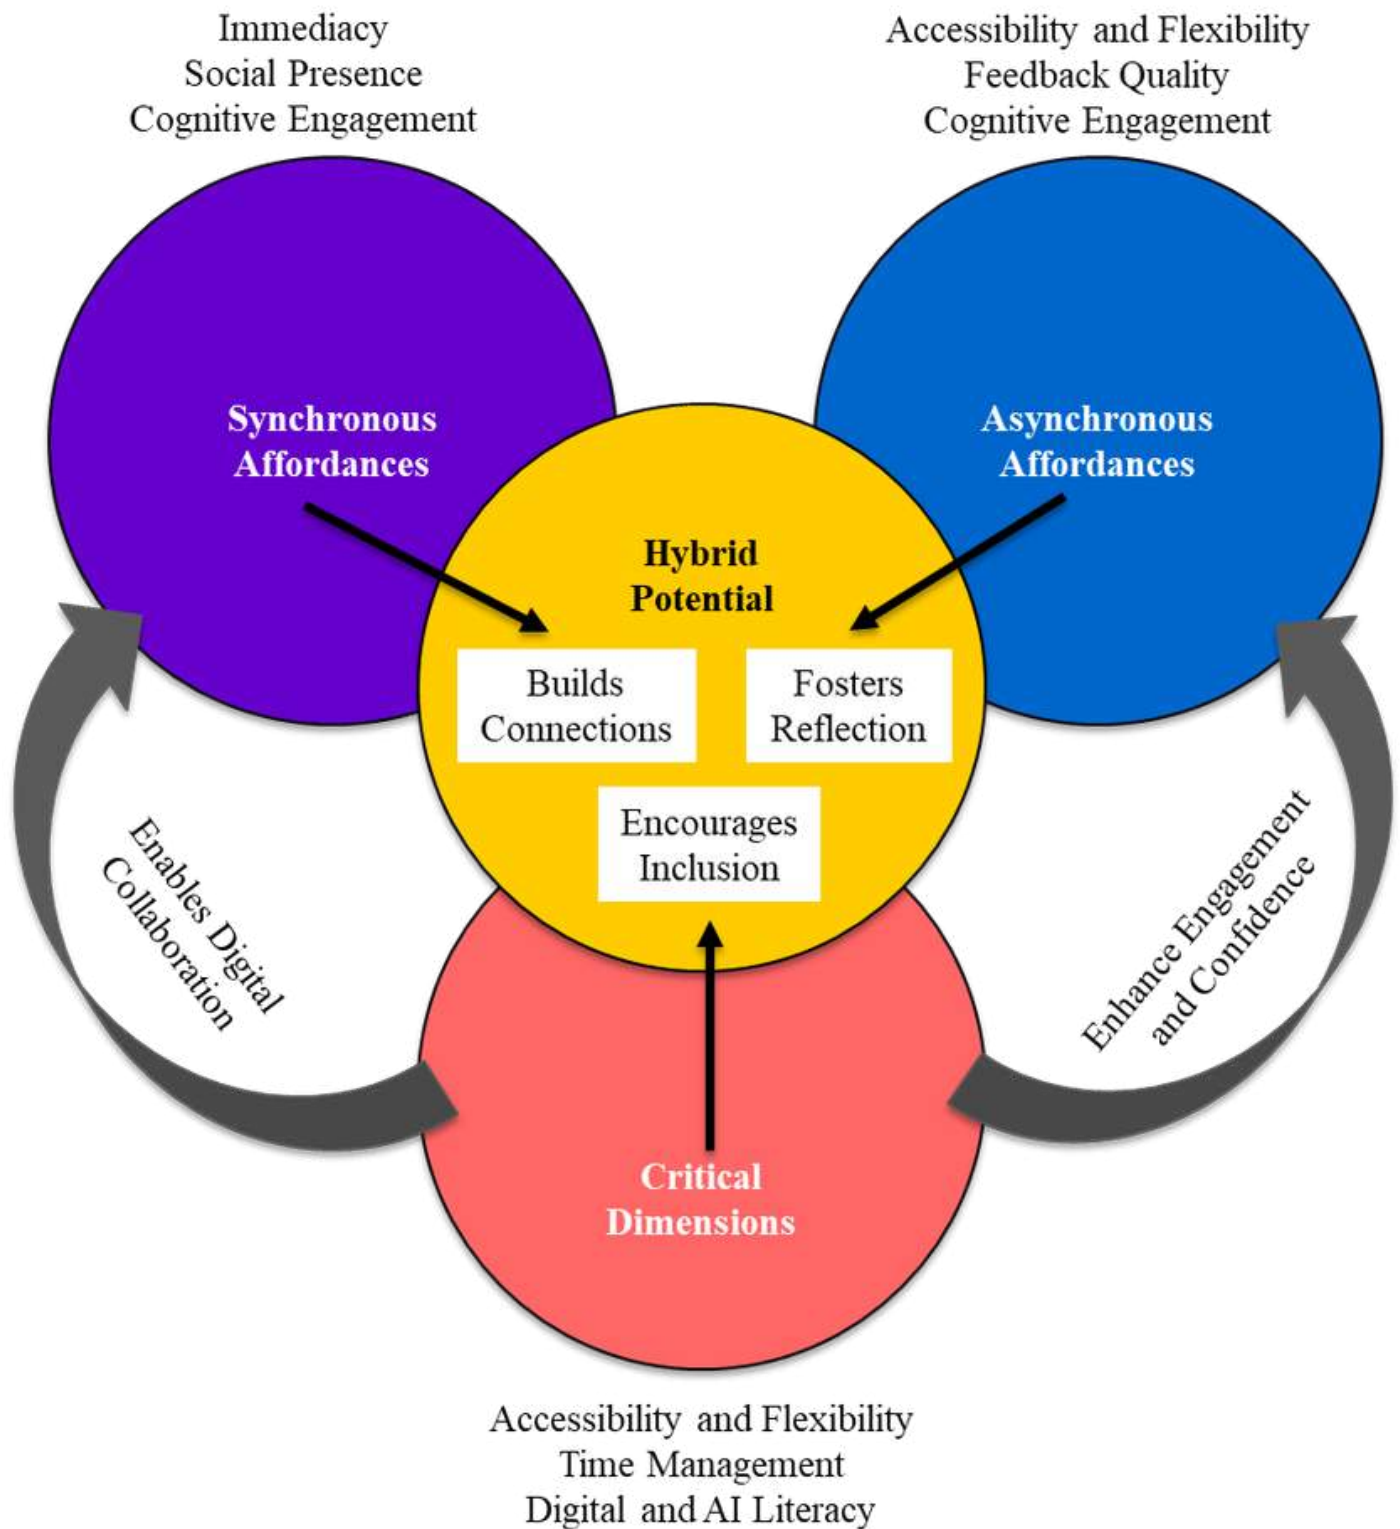 Immediacy
Social Presence
Cognitive Engagement
Accessibility and Flexibility
Feedback Quality
Cognitive Engagement
Synchronous
Affordances
Asynchronous
Affordances
Hybrid
Potential
Builds
Connections
Fosters
Reflection
Encourages
Inclusion
Enables Digital
Collaboration
Enhance Engagement
and Confidence
Critical
Dimensions
Accessibility and Flexibility
Time Management
Digital and AI Literacy